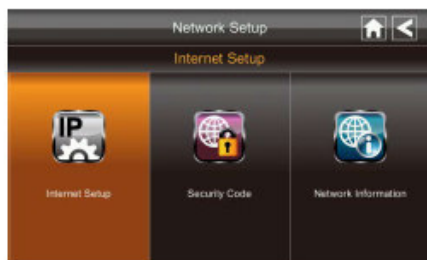 Network Setup
Internet Setup
IP
Internet Setup
Security Code
Network Information